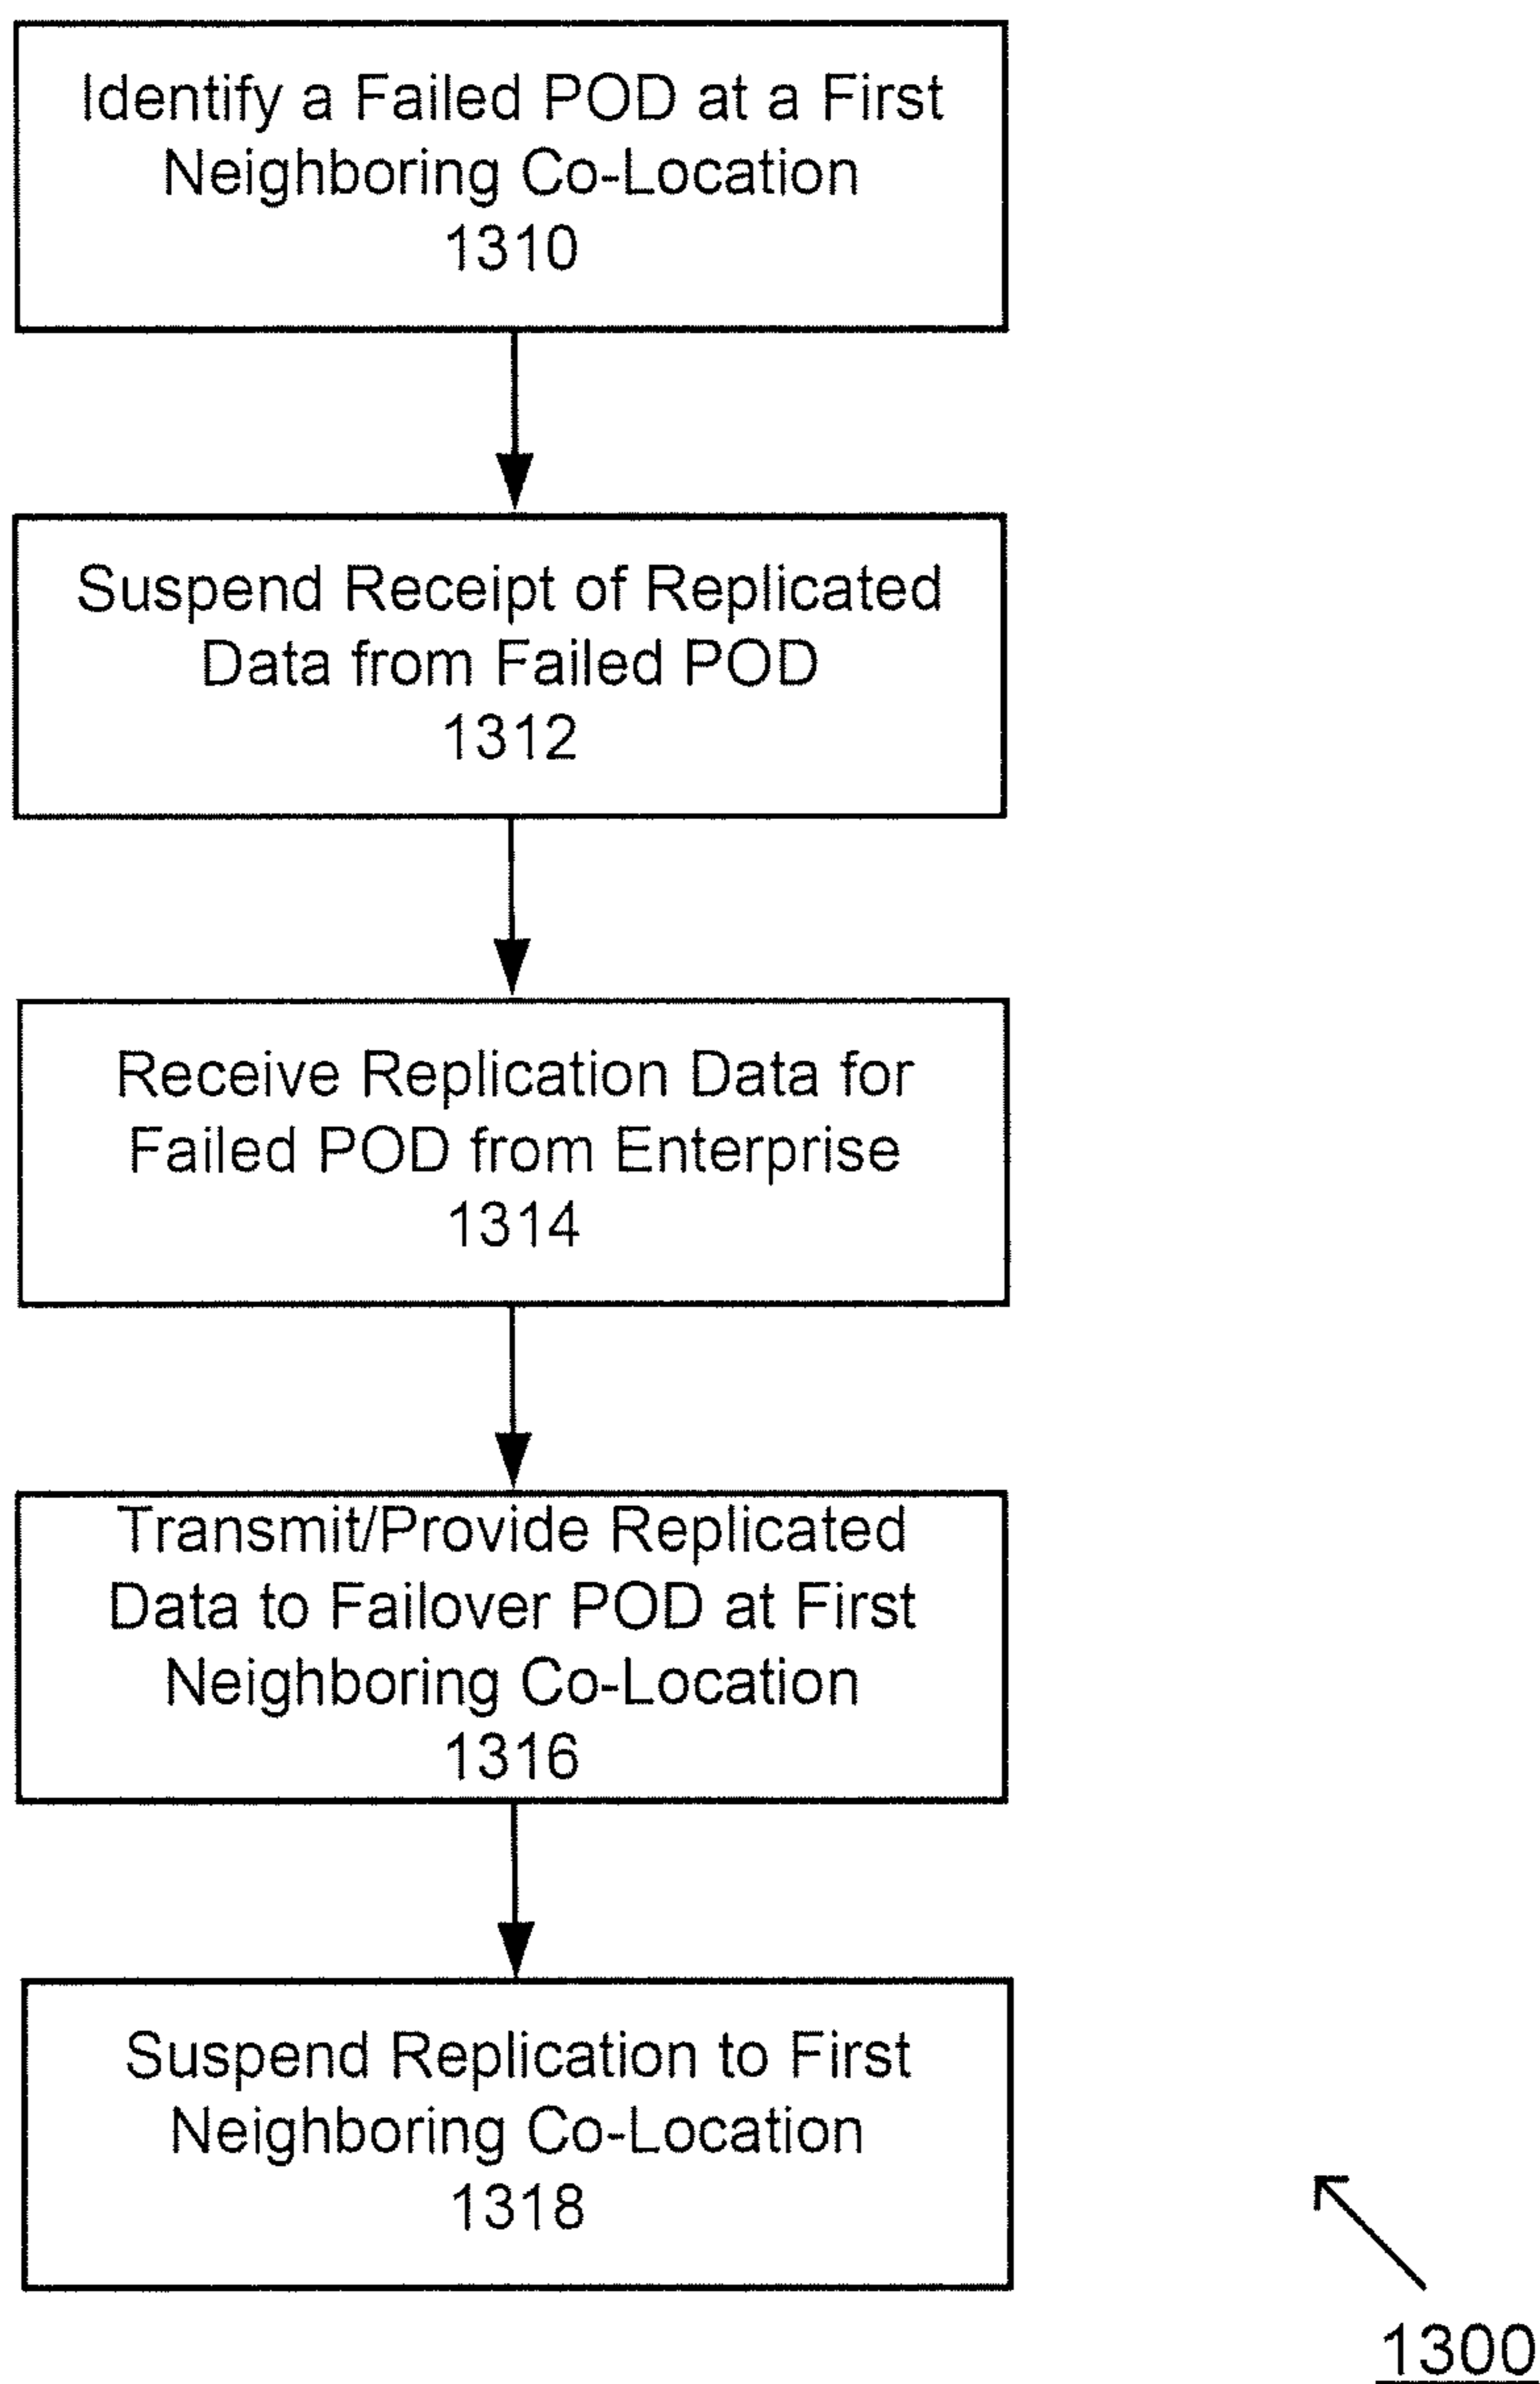 Identify a Failed POD at a First
Neighboring Co-Location
1310
Suspend Receipt of Replicated
Data from Failed POD
1312
Receive Replication Data for
Failed POD from Enterprise
1314
Transmit/Provide Replicated
Data to Failover POD at First
Neighboring Co-Location
1316
Suspend Replication to First
Neighboring Co-Location
1318
1300